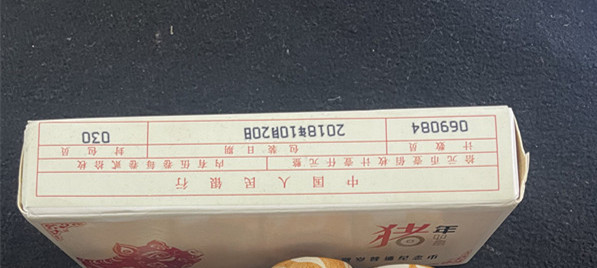 中国人民银行
拾元币壹佰枚计壹仟元整 内有伍卷每卷贰拾枚
计数员 包装日期 封包员
069084 2018年10月20日 030
猪年